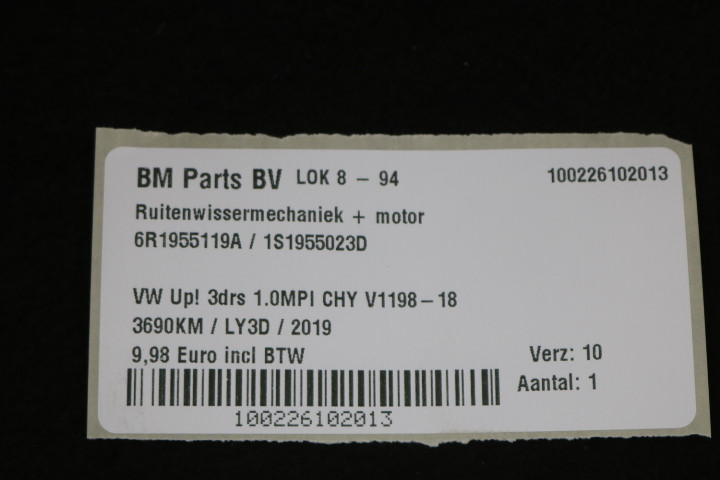 BM Parts BV LOK 8 - 94 100226102013
Ruitenwissermechaniek + motor
6R1955119A / 1S1955023D
VW Up! 3drs 1.0MPI CHY V1198-18
3690KM / LY3D / 2019
9,98 Euro incl BTW Verz: 10
Aantal: 1
100226102013